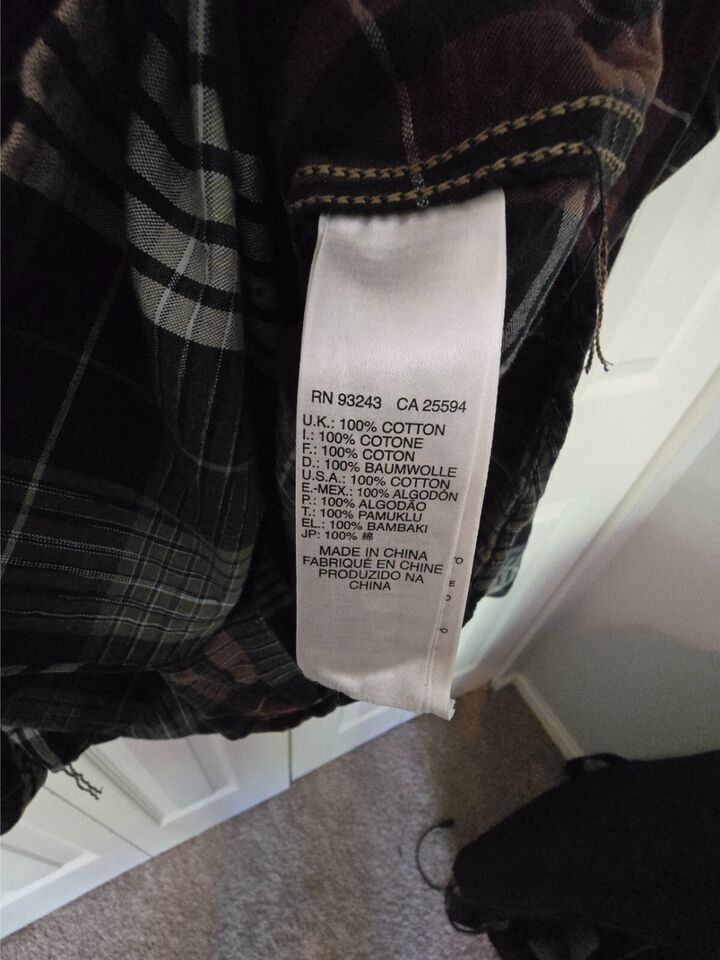 RN 93243 CA 25594
U.K.: 100% COTTON
I.: 100% COTONE
F.: 100% COTON
D.: 100% BAUMWOLLE
U.S.A.: 100% COTTON
E.-MEX.: 100% ALGODÓN
P.: 100% ALGODÃO
T.: 100% PAMUKLU
EL.: 100% BAMBAKI
JP: 100% 綿
MADE IN CHINA
FABRIQUÉ EN CHINE
PRODUZIDO NA
CHINA